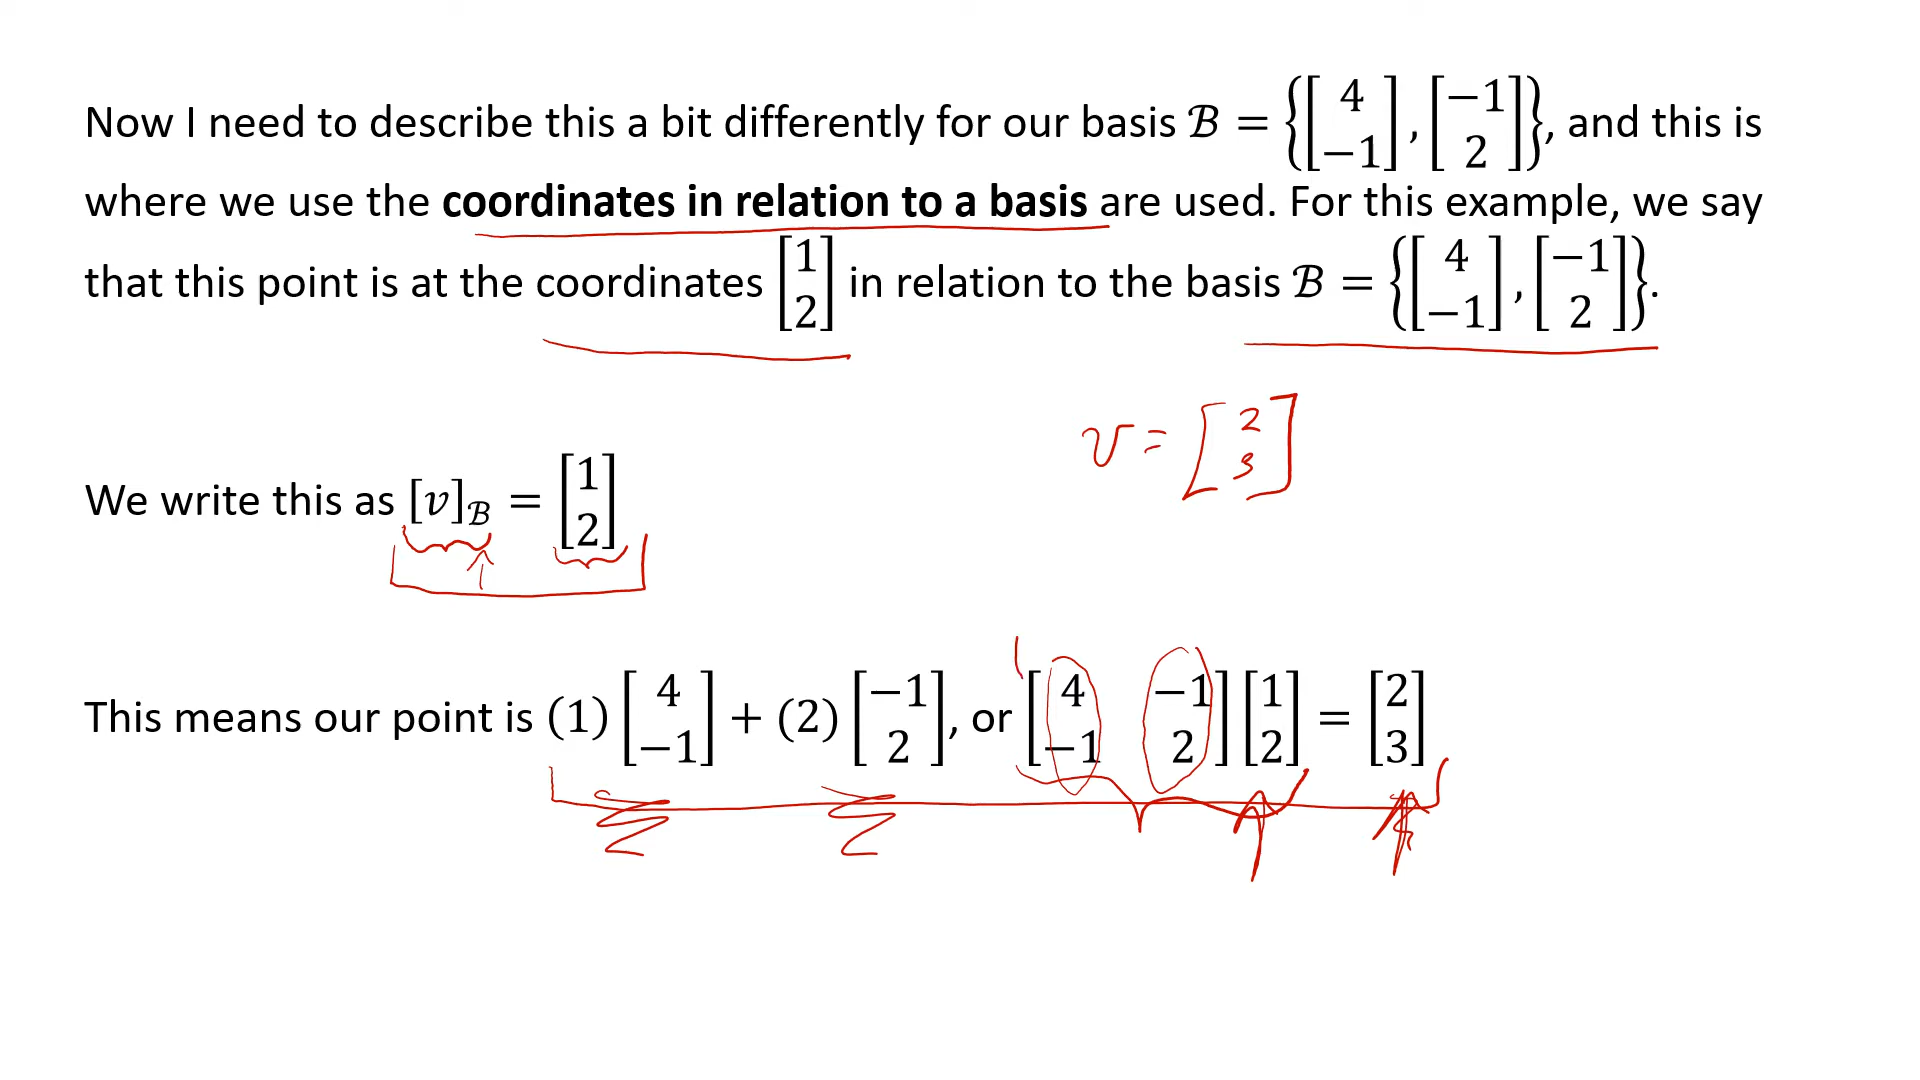 Now I need to describe this a bit differently for our basis ℬ = {[4 −1], [−1 2]}, and this is
where we use the coordinates in relation to a basis are used. For this example, we say
that this point is at the coordinates [1 2] in relation to the basis ℬ = {[4 −1], [−1 2]}.
v = [2 3]
We write this as [v]ℬ = [1 2]
This means our point is (1)[4 −1] + (2)[−1 2], or [4 −1 −1 2][1 2] = [2 3]